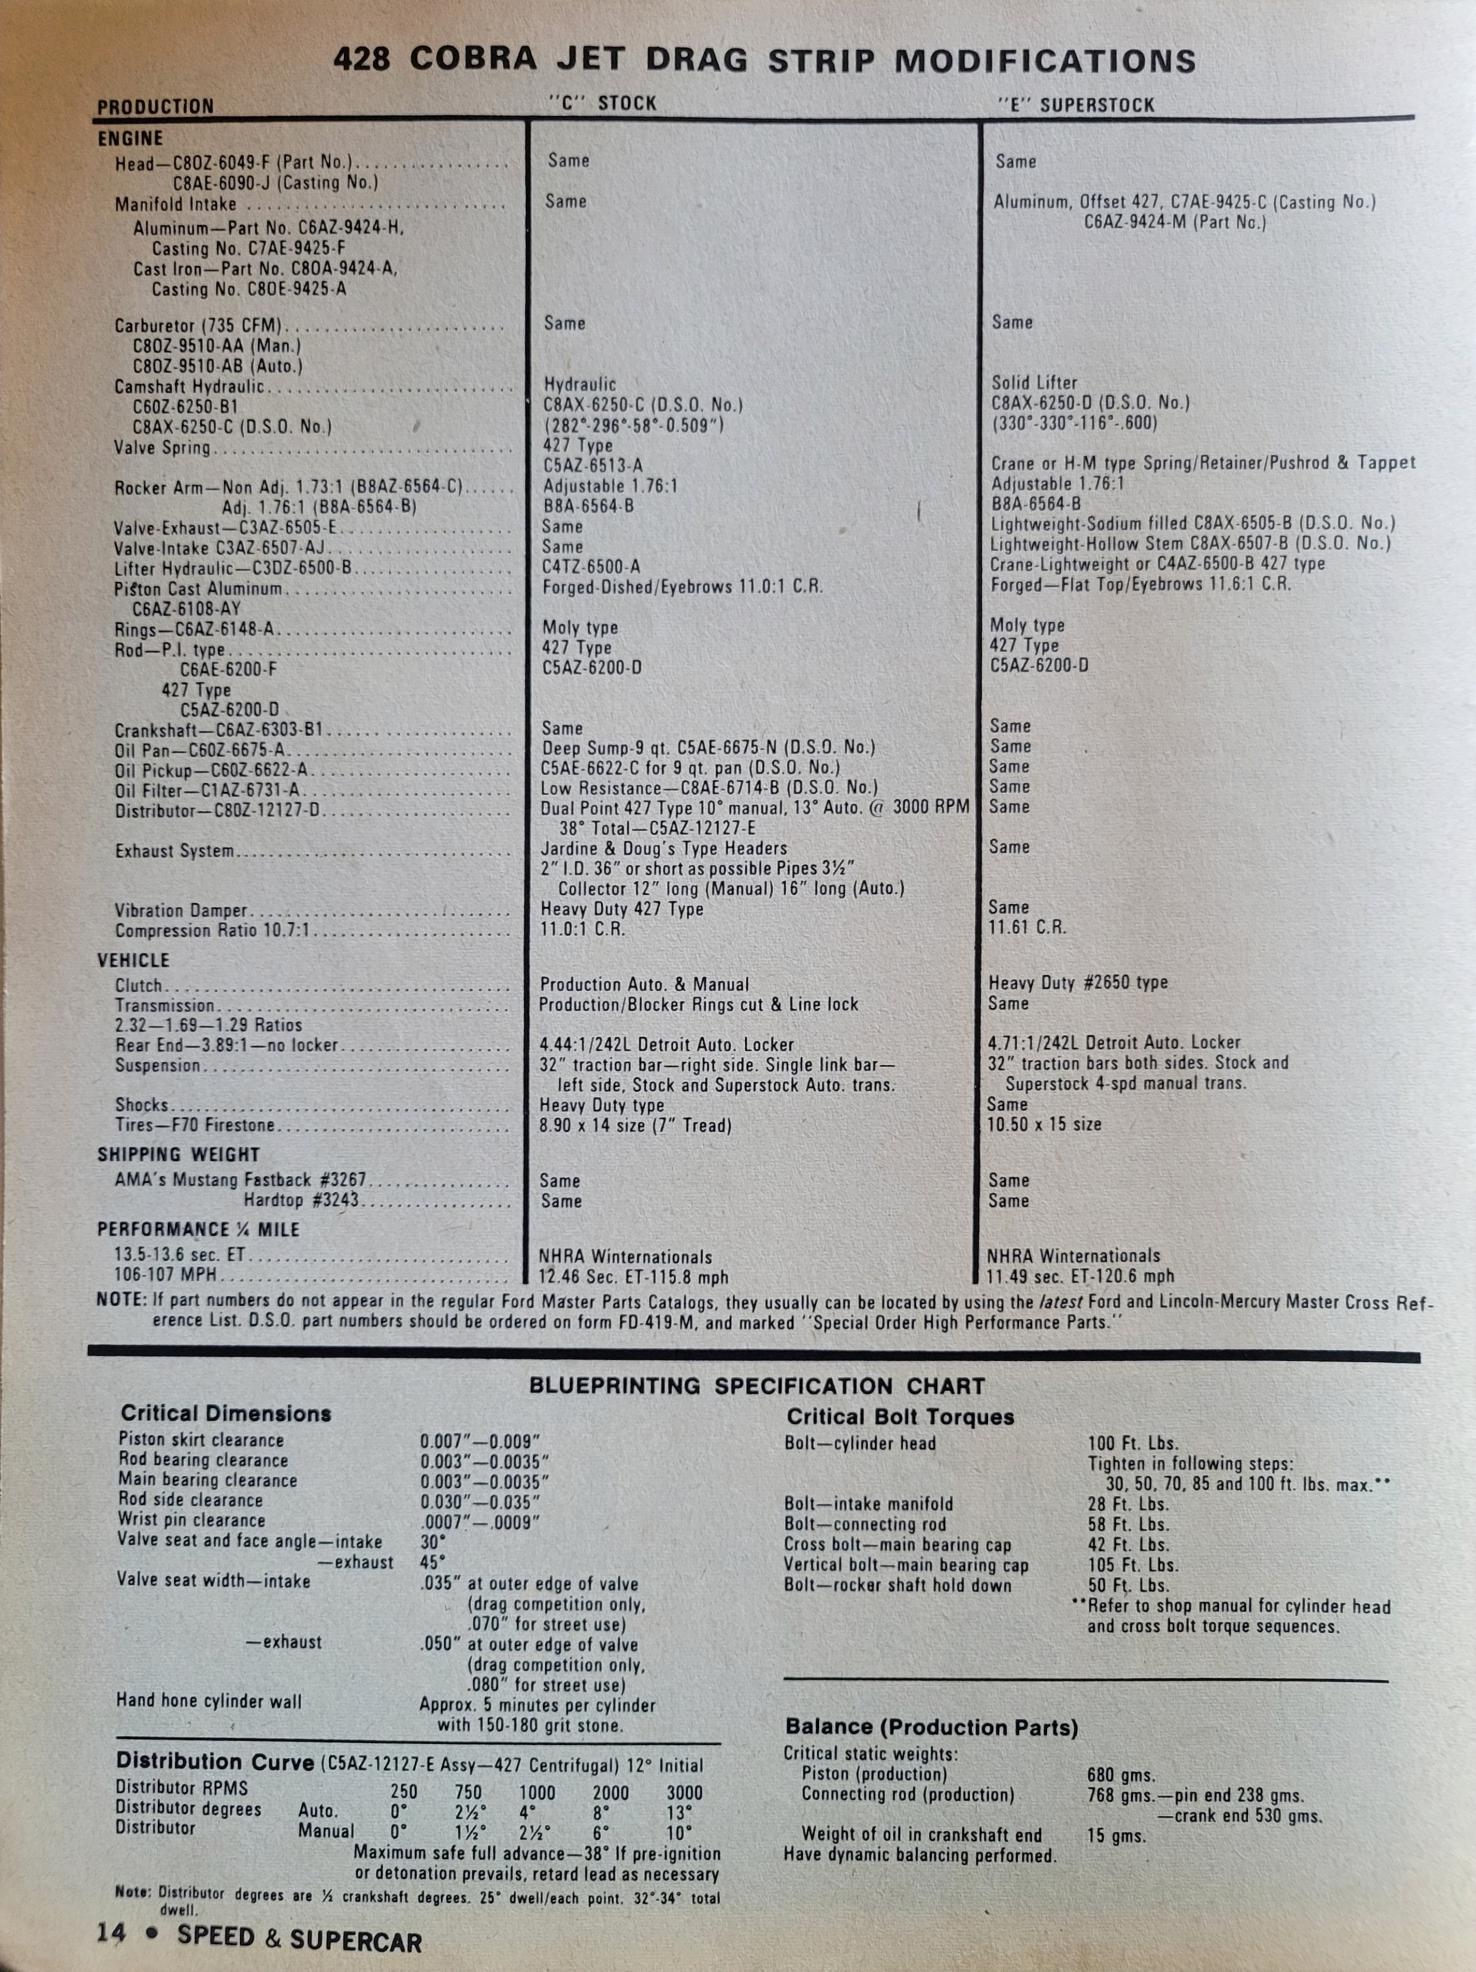 428 COBRA JET DRAG STRIP MODIFICATIONS
PRODUCTION "C" STOCK "E" SUPERSTOCK
ENGINE
Head—C8OZ-6049-F (Part No.)................ Same Same
C8AE-6090-J (Casting No.)
Manifold Intake .......................... Same Aluminum, Offset 427, C7AE-9425-C (Casting No.)
Aluminum—Part No. C6AZ-9424-H, C6AZ-9424-M (Part No.)
Casting No. C7AE-9425-F
Cast Iron—Part No. C8OA-9424-A,
Casting No. C8OE-9425-A
Carburetor (735 CFM)...................... Same Same
C8OZ-9510-AA (Man.)
C8OZ-9510-AB (Auto.)
Camshaft Hydraulic........................ Hydraulic Solid Lifter
C6OZ-6250-B1 C8AX-6250-C (D.S.O. No.) C8AX-6250-D (D.S.O. No.)
C8AX-6250-C (D.S.O. No.) (282°-296°-58°-0.509") (330°-330°-116°-.600)
Valve Spring.............................. 427 Type
C5AZ-6513-A Crane or H-M type Spring/Retainer/Pushrod & Tappet
Rocker Arm—Non Adj. 1.73:1 (B8AZ-6564-C)...... Adjustable 1.76:1 Adjustable 1.76:1
Adj. 1.76:1 (B8A-6564-B) B8A-6564-B B8A-6564-B
Valve-Exhaust—C3AZ-6505-E................. Same Lightweight-Sodium filled C8AX-6505-B (D.S.O. No.)
Valve-Intake C3AZ-6507-AJ................. Same Lightweight-Hollow Stem C8AX-6507-B (D.S.O. No.)
Lifter Hydraulic—C3DZ-6500-B.............. C4TZ-6500-A Crane-Lightweight or C4AZ-6500-B 427 type
Piston Cast Aluminum...................... Forged-Dished/Eyebrows 11.0:1 C.R. Forged—Flat Top/Eyebrows 11.6:1 C.R.
C6AZ-6108-AY
Rings—C6AZ-6148-A......................... Moly type Moly type
Rod—P.I. type............................. 427 Type 427 Type
C6AE-6200-F C5AZ-6200-D C5AZ-6200-D
427 Type
C5AZ-6200-D
Crankshaft—C6AZ-6303-B1................... Same Same
Oil Pan—C6OZ-6675-A....................... Deep Sump-9 qt. C5AE-6675-N (D.S.O. No.) Same
Oil Pickup—C6OZ-6622-A.................... C5AE-6622-C for 9 qt. pan (D.S.O. No.) Same
Oil Filter—C1AZ-6731-A.................... Low Resistance—C8AE-6714-B (D.S.O. No.) Same
Distributor—C8OZ-12127-D.................. Dual Point 427 Type 10° manual, 13° Auto. @ 3000 RPM Same
38° Total—C5AZ-12127-E
Exhaust System............................ Jardine & Doug's Type Headers Same
2" I.D. 36" or short as possible Pipes 3½"
Collector 12" long (Manual) 16" long (Auto.)
Vibration Damper.......................... Heavy Duty 427 Type Same
Compression Ratio 10.7:1.................. 11.0:1 C.R. 11.61 C.R.
VEHICLE
Clutch.................................... Production Auto. & Manual Heavy Duty #2650 type
Transmission.............................. Production/Blocker Rings cut & Line lock Same
2.32—1.69—1.29 Ratios
Rear End—3.89:1—no locker................. 4.44:1/242L Detroit Auto. Locker 4.71:1/242L Detroit Auto. Locker
Suspension................................ 32" traction bar—right side. Single link bar— 32" traction bars both sides. Stock and
left side, Stock and Superstock Auto. trans. Superstock 4-spd manual trans.
Shocks.................................... Heavy Duty type Same
Tires—F70 Firestone....................... 8.90 x 14 size (7" Tread) 10.50 x 15 size
SHIPPING WEIGHT
AMA's Mustang Fastback #3267................. Same Same
Hardtop #3243.................. Same Same
PERFORMANCE ¼ MILE
13.5-13.6 sec. ET......................... NHRA Winternationals NHRA Winternationals
106-107 MPH............................... 12.46 Sec. ET-115.8 mph 11.49 sec. ET-120.6 mph
NOTE: If part numbers do not appear in the regular Ford Master Parts Catalogs, they usually can be located by using the latest Ford and Lincoln-Mercury Master Cross Ref-
erence List. D.S.O. part numbers should be ordered on form FD-419-M, and marked "Special Order High Performance Parts."
BLUEPRINTING SPECIFICATION CHART
Critical Dimensions
Piston skirt clearance 0.007"—0.009"
Rod bearing clearance 0.003"—0.0035"
Main bearing clearance 0.003"—0.0035"
Rod side clearance 0.030"—0.035"
Wrist pin clearance .0007"—.0009"
Valve seat and face angle—intake 30°
—exhaust 45°
Valve seat width—intake .035" at outer edge of valve
(drag competition only,
.070" for street use)
—exhaust .050" at outer edge of valve
(drag competition only,
.080" for street use)
Hand hone cylinder wall Approx. 5 minutes per cylinder
with 150-180 grit stone.
Distribution Curve (C5AZ-12127-E Assy—427 Centrifugal) 12° Initial
Distributor RPMS 250 750 1000 2000 3000
Distributor degrees Auto. 0° 2½° 4° 8° 13°
Distributor Manual 0° 1½° 2½° 6° 10°
Maximum safe full advance—38° If pre-ignition
or detonation prevails, retard lead as necessary
Note: Distributor degrees are ½ crankshaft degrees. 25° dwell/each point. 32°-34° total
dwell.
Critical Bolt Torques
Bolt—cylinder head 100 Ft. Lbs.
Tighten in following steps:
30, 50, 70, 85 and 100 ft. lbs. max.**
Bolt—intake manifold 28 Ft. Lbs.
Bolt—connecting rod 58 Ft. Lbs.
Cross bolt—main bearing cap 42 Ft. Lbs.
Vertical bolt—main bearing cap 105 Ft. Lbs.
Bolt—rocker shaft hold down 50 Ft. Lbs.
**Refer to shop manual for cylinder head
and cross bolt torque sequences.
Balance (Production Parts)
Critical static weights:
Piston (production) 680 gms.
Connecting rod (production) 768 gms.—pin end 238 gms.
—crank end 530 gms.
Weight of oil in crankshaft end 15 gms.
Have dynamic balancing performed.
14 • SPEED & SUPERCAR